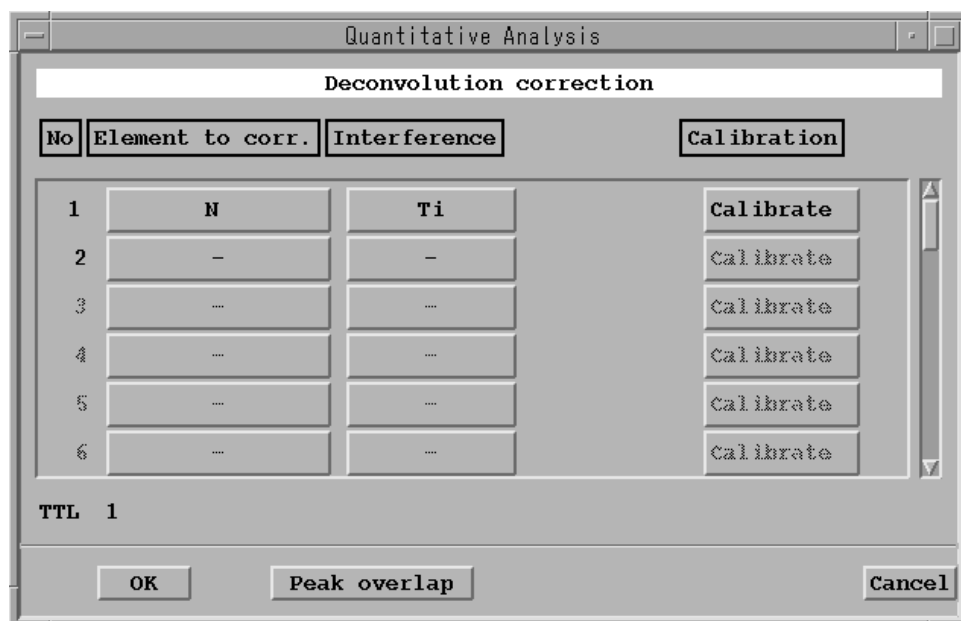 Quantitative Analysis
Deconvolution correction
No Element to corr. Interference Calibration
1 N Ti Calibrate
2 - - Calibrate
3 --- --- Calibrate
4 --- --- Calibrate
5 --- --- Calibrate
6 --- --- Calibrate
TTL 1
OK Peak overlap Cancel